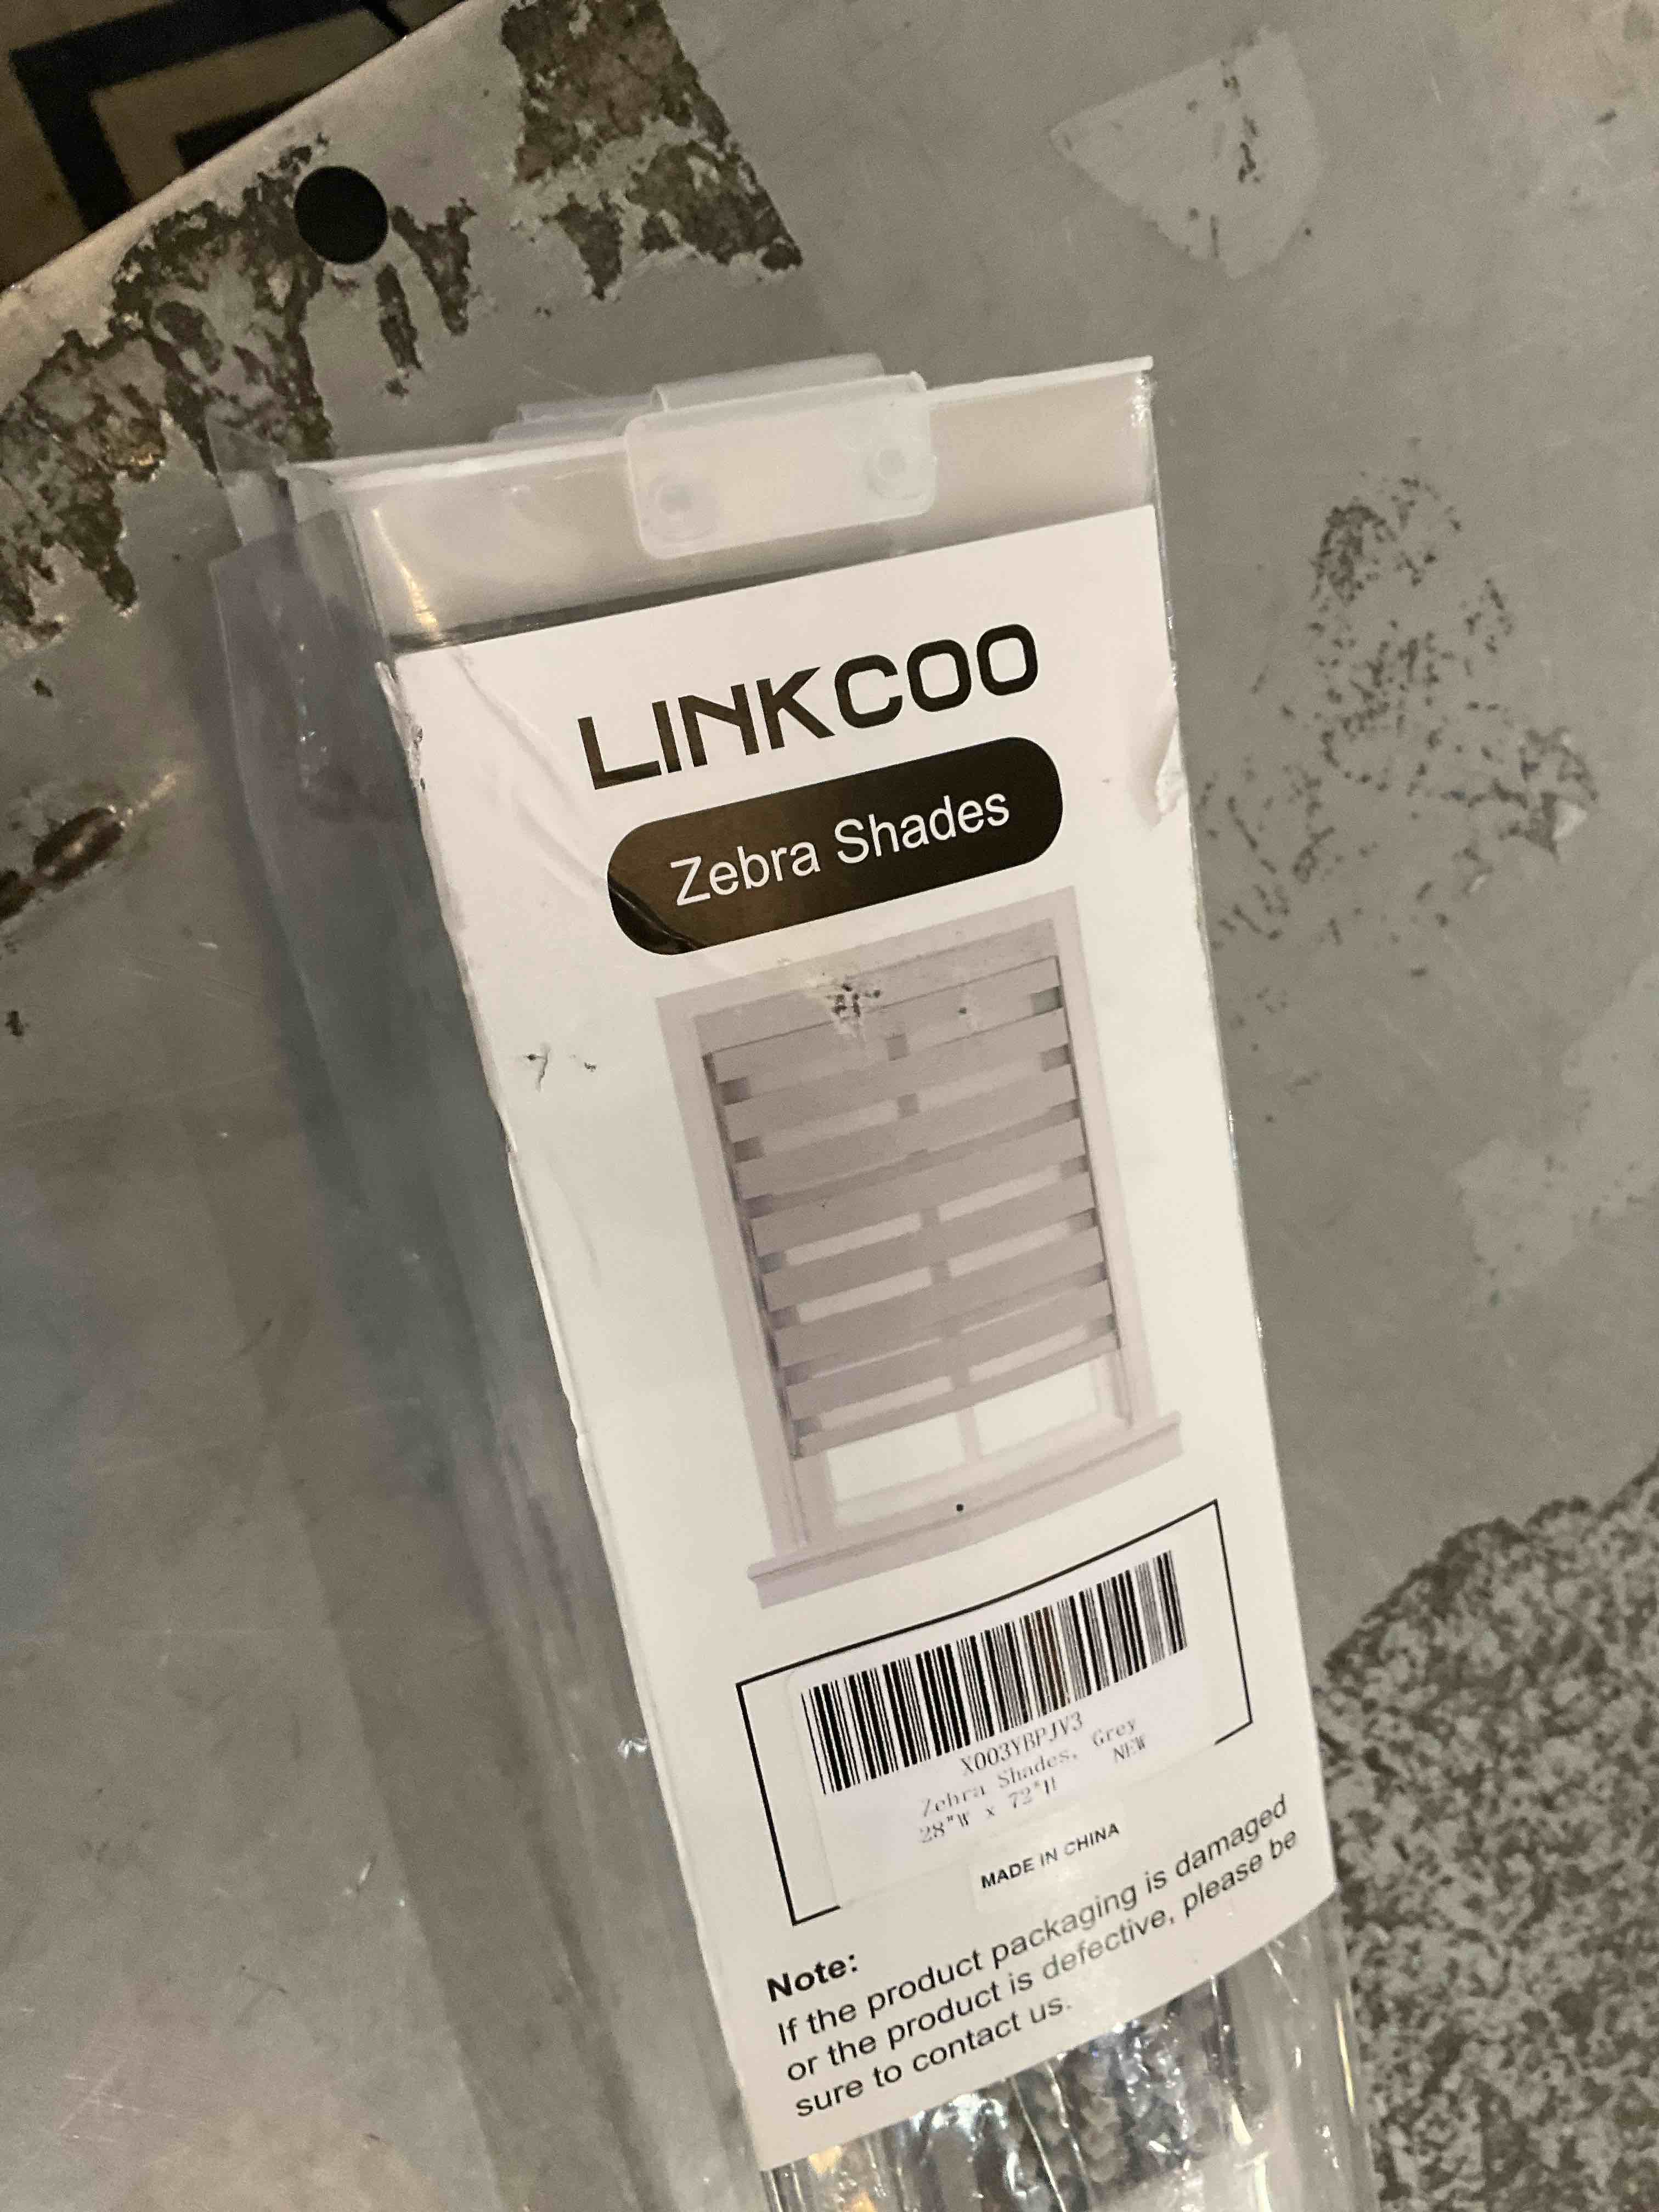 LINKCOO
Zebra Shades
X003YBPJV3
Zebra Shades, Grey
28"W x 72"H NEW
MADE IN CHINA
Note:
If the product packaging is damaged
or the product is defective, please be
sure to contact us.